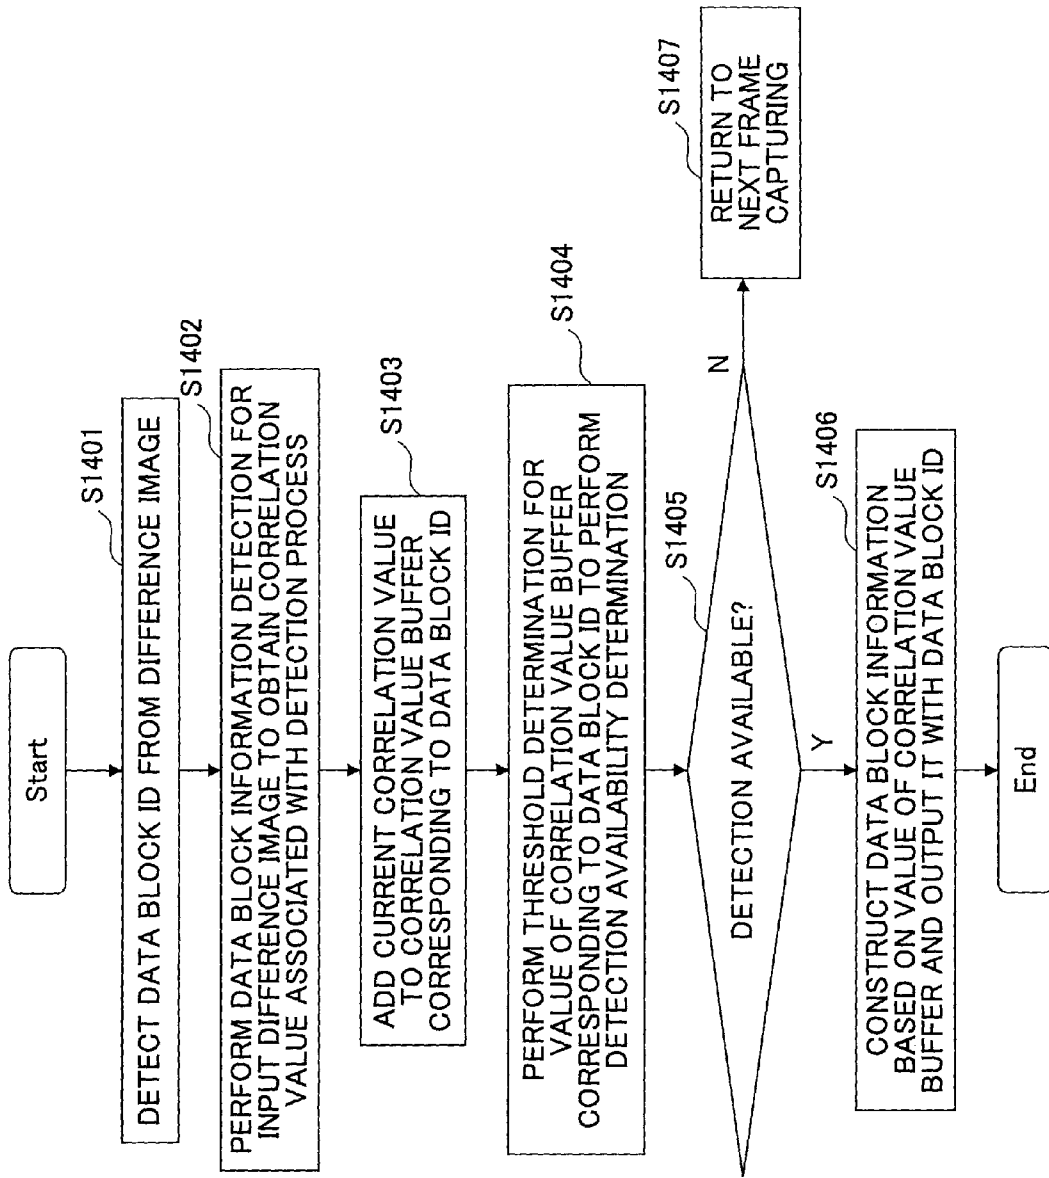 Start
S1401
DETECT DATA BLOCK ID FROM DIFFERENCE IMAGE
S1402
PERFORM DATA BLOCK INFORMATION DETECTION FOR
INPUT DIFFERENCE IMAGE TO OBTAIN CORRELATION
VALUE ASSOCIATED WITH DETECTION PROCESS
S1403
ADD CURRENT CORRELATION VALUE
TO CORRELATION VALUE BUFFER
CORRESPONDING TO DATA BLOCK ID
S1404
PERFORM THRESHOLD DETERMINATION FOR
VALUE OF CORRELATION VALUE BUFFER
CORRESPONDING TO DATA BLOCK ID TO PERFORM
DETECTION AVAILABILITY DETERMINATION
S1405
DETECTION AVAILABLE?
N
S1407
RETURN TO
NEXT FRAME
CAPTURING
Y
S1406
CONSTRUCT DATA BLOCK INFORMATION
BASED ON VALUE OF CORRELATION VALUE
BUFFER AND OUTPUT IT WITH DATA BLOCK ID
End